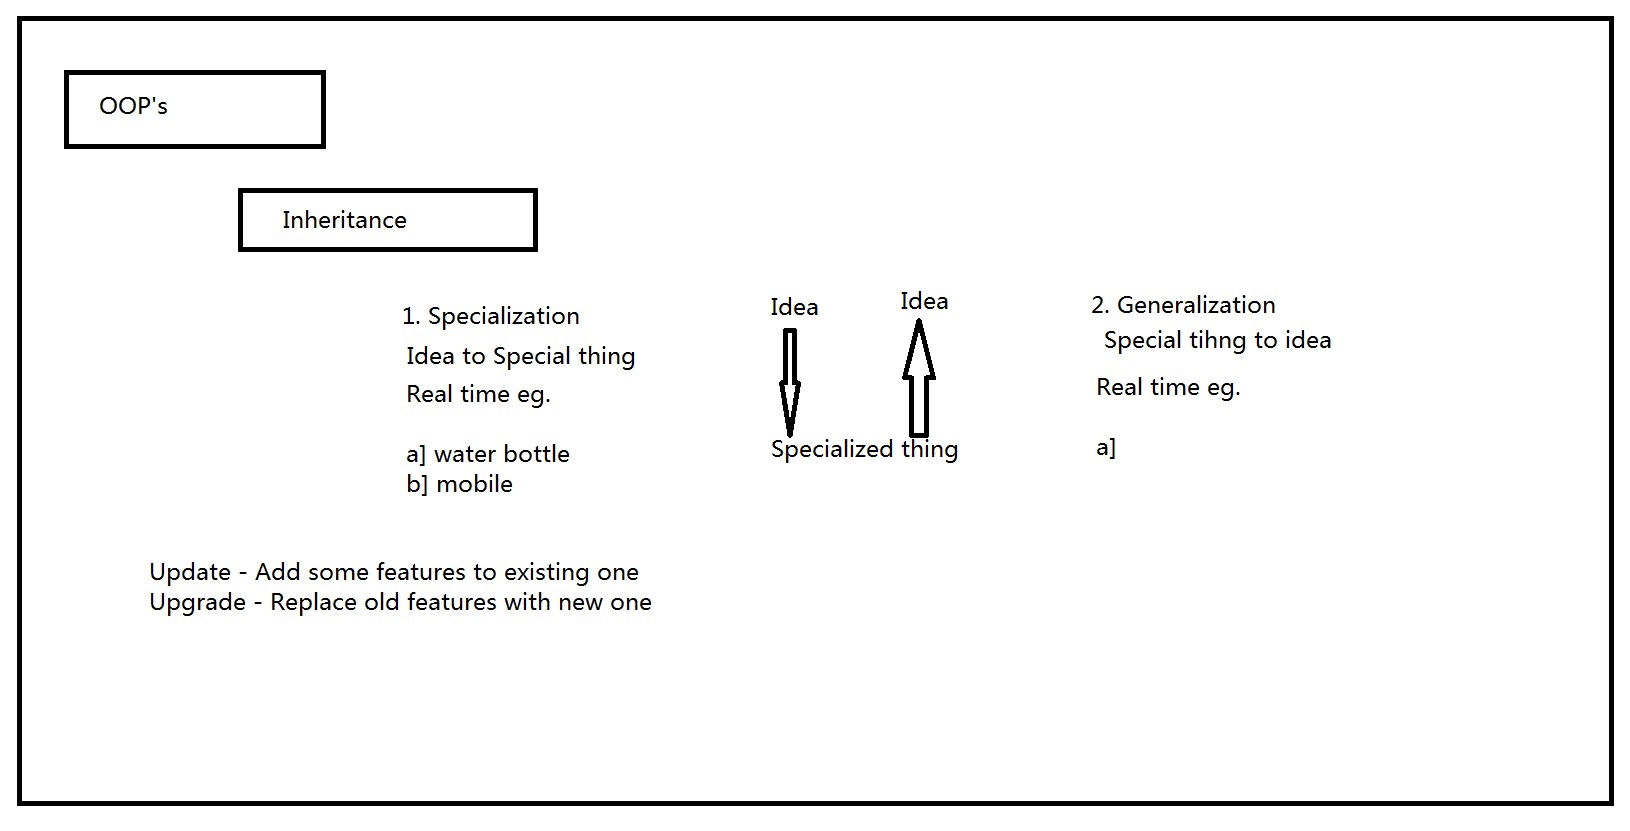 OOP's
Inheritance
1. Specialization
Idea to Special thing
Real time eg.
a] water bottle
b] mobile
Idea
Idea
Specialized thing
2. Generalization
Special tihng to idea
Real time eg.
a]
Update - Add some features to existing one
Upgrade - Replace old features with new one